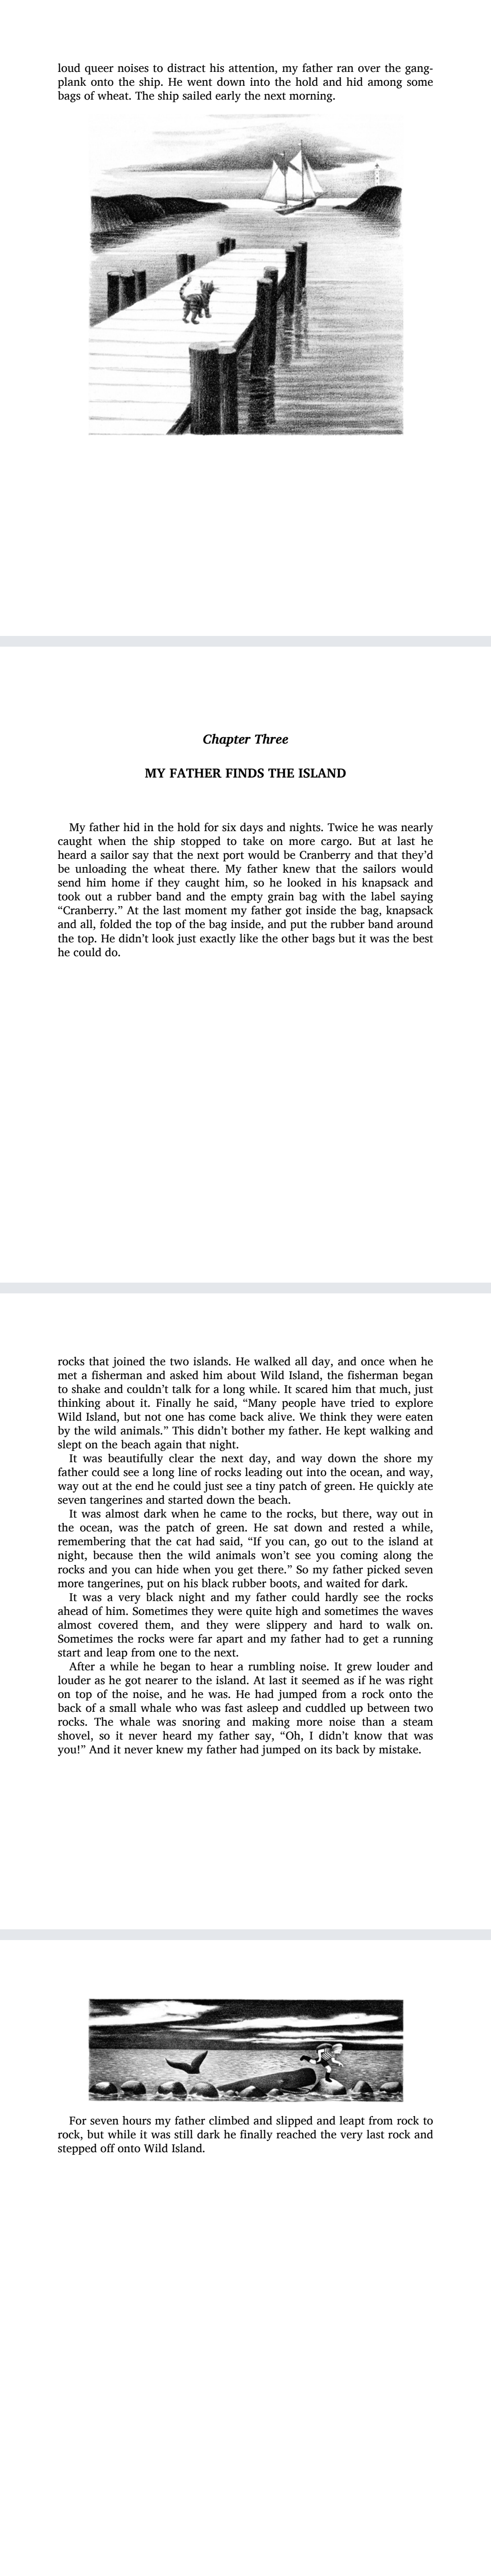 loud queer noises to distract his attention, my father ran over the gang-
plank onto the ship. He went down into the hold and hid among some
bags of wheat. The ship sailed early the next morning.
Chapter Three
MY FATHER FINDS THE ISLAND
My father hid in the hold for six days and nights. Twice he was nearly
caught when the ship stopped to take on more cargo. But at last he
heard a sailor say that the next port would be Cranberry and that they’d
be unloading the wheat there. My father knew that the sailors would
send him home if they caught him, so he looked in his knapsack and
took out a rubber band and the empty grain bag with the label saying
“Cranberry.” At the last moment my father got inside the bag, knapsack
and all, folded the top of the bag inside, and put the rubber band around
the top. He didn’t look just exactly like the other bags but it was the best
he could do.
rocks that joined the two islands. He walked all day, and once when he
met a fisherman and asked him about Wild Island, the fisherman began
to shake and couldn’t talk for a long while. It scared him that much, just
thinking about it. Finally he said, “Many people have tried to explore
Wild Island, but not one has come back alive. We think they were eaten
by the wild animals.” This didn’t bother my father. He kept walking and
slept on the beach again that night.
It was beautifully clear the next day, and way down the shore my
father could see a long line of rocks leading out into the ocean, and way,
way out at the end he could just see a tiny patch of green. He quickly ate
seven tangerines and started down the beach.
It was almost dark when he came to the rocks, but there, way out in
the ocean, was the patch of green. He sat down and rested a while,
remembering that the cat had said, “If you can, go out to the island at
night, because then the wild animals won’t see you coming along the
rocks and you can hide when you get there.” So my father picked seven
more tangerines, put on his black rubber boots, and waited for dark.
It was a very black night and my father could hardly see the rocks
ahead of him. Sometimes they were quite high and sometimes the waves
almost covered them, and they were slippery and hard to walk on.
Sometimes the rocks were far apart and my father had to get a running
start and leap from one to the next.
After a while he began to hear a rumbling noise. It grew louder and
louder as he got nearer to the island. At last it seemed as if he was right
on top of the noise, and he was. He had jumped from a rock onto the
back of a small whale who was fast asleep and cuddled up between two
rocks. The whale was snoring and making more noise than a steam
shovel, so it never heard my father say, “Oh, I didn’t know that was
you!” And it never knew my father had jumped on its back by mistake.
For seven hours my father climbed and slipped and leapt from rock to
rock, but while it was still dark he finally reached the very last rock and
stepped off onto Wild Island.